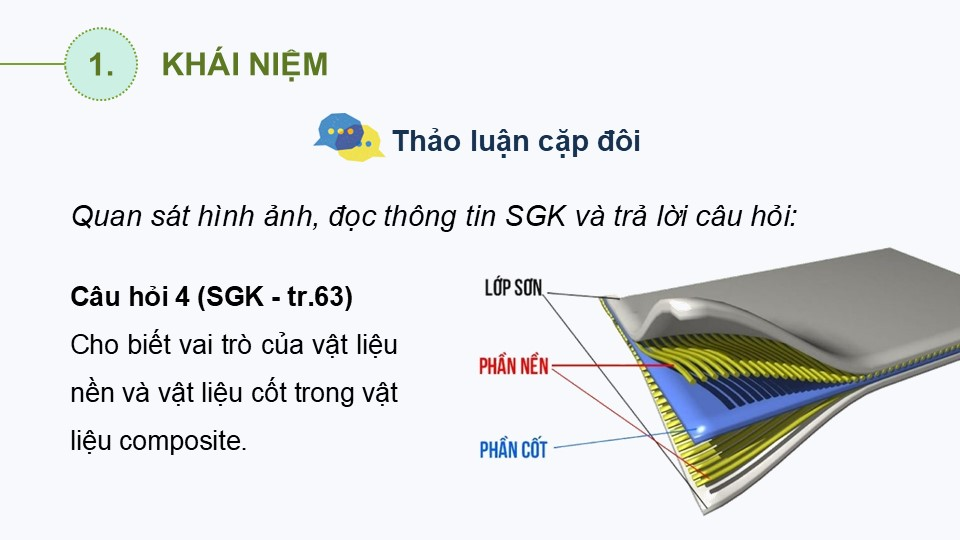 1.
KHÁI NIỆM
Thảo luận cặp đôi
Quan sát hình ảnh, đọc thông tin SGK và trả lời câu hỏi:
Câu hỏi 4 (SGK - tr.63)
Cho biết vai trò của vật liệu
nền và vật liệu cốt trong vật
liệu composite.
LỚP SƠN
PHẦN NỀN
PHẦN CỐT